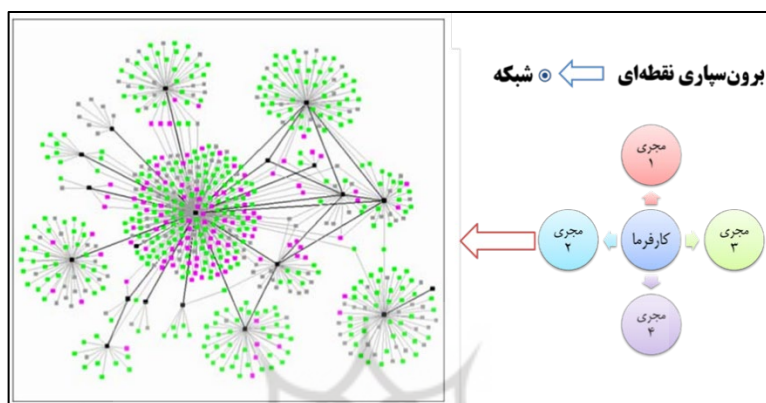 برون‌سپاری نقطه‌ای
شبکه
مجری
۱
مجری
۲
کارفرما
مجری
۳
مجری
۴